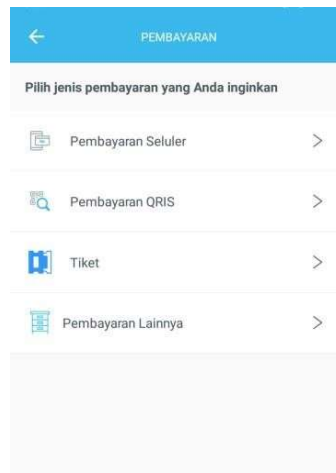 PEMBAYARAN
Pilih jenis pembayaran yang Anda inginkan
Pembayaran Seluler
Pembayaran QRIS
Tiket
Pembayaran Lainnya